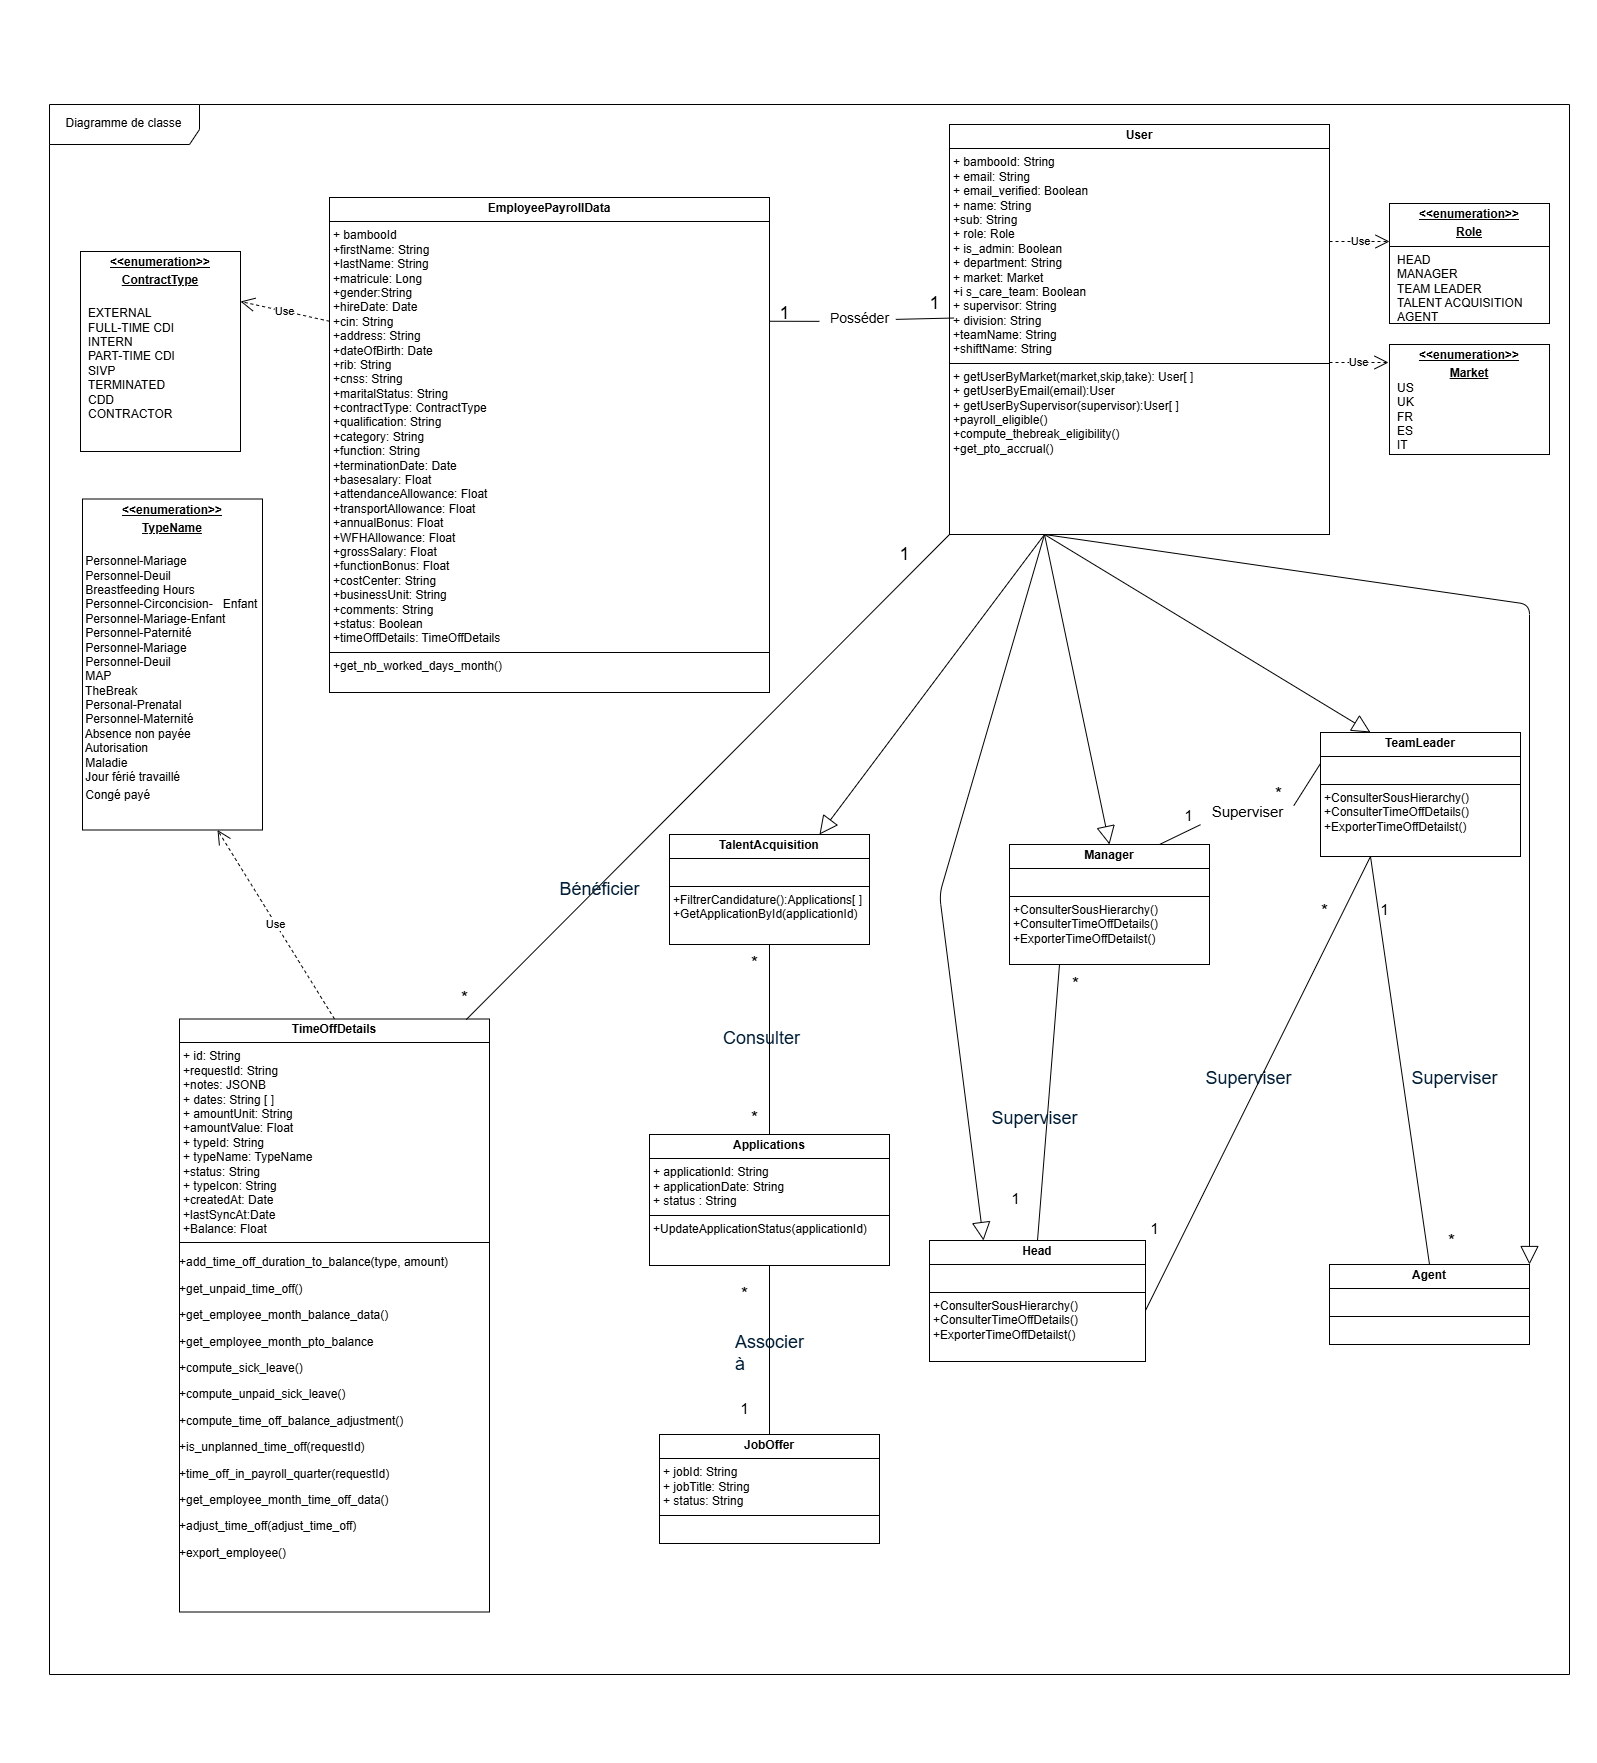 Diagramme de classe
User
+ bambooId: String
+ email: String
+ email_verified: Boolean
+ name: String
+sub: String
+ role: Role
+ is_admin: Boolean
+ department: String
+ market: Market
+i s_care_team: Boolean
+ supervisor: String
+ division: String
+teamName: String
+shiftName: String
+ getUserByMarket(market,skip,take): User[ ]
+ getUserByEmail(email):User
+ getUserBySupervisor(supervisor):User[ ]
+payroll_eligible()
+compute_thebreak_eligibility()
+get_pto_accrual()
Use
<<enumeration>>
Role
HEAD
MANAGER
TEAM LEADER
TALENT ACQUISITION
AGENT
Use
<<enumeration>>
Market
US
UK
FR
ES
IT
EmployeePayrollData
+ bambooId
+firstName: String
+lastName: String
+matricule: Long
+gender:String
+hireDate: Date
+cin: String
+address: String
+dateOfBirth: Date
+rib: String
+cnss: String
+maritalStatus: String
+contractType: ContractType
+qualification: String
+category: String
+function: String
+terminationDate: Date
+basesalary: Float
+attendanceAllowance: Float
+transportAllowance: Float
+annualBonus: Float
+WFHAllowance: Float
+grossSalary: Float
+functionBonus: Float
+costCenter: String
+businessUnit: String
+comments: String
+status: Boolean
+timeOffDetails: TimeOffDetails
+get_nb_worked_days_month()
1
Posséder
1
Use
<<enumeration>>
ContractType
EXTERNAL
FULL-TIME CDI
INTERN
PART-TIME CDI
SIVP
TERMINATED
CDD
CONTRACTOR
<<enumeration>>
TypeName
Personnel-Mariage
Personnel-Deuil
Breastfeeding Hours
Personnel-Circoncision- Enfant
Personnel-Mariage-Enfant
Personnel-Paternité
Personnel-Mariage
Personnel-Deuil
MAP
TheBreak
Personal-Prenatal
Personnel-Maternité
Absence non payée
Autorisation
Maladie
Jour férié travaillé
Congé payé
Use
1
Bénéficier
*
TimeOffDetails
+ id: String
+requestId: String
+notes: JSONB
+ dates: String [ ]
+ amountUnit: String
+amountValue: Float
+ typeId: String
+ typeName: TypeName
+status: String
+ typeIcon: String
+createdAt: Date
+lastSyncAt:Date
+Balance: Float
+add_time_off_duration_to_balance(type, amount)
+get_unpaid_time_off()
+get_employee_month_balance_data()
+get_employee_month_pto_balance
+compute_sick_leave()
+compute_unpaid_sick_leave()
+compute_time_off_balance_adjustment()
+is_unplanned_time_off(requestId)
+time_off_in_payroll_quarter(requestId)
+get_employee_month_time_off_data()
+adjust_time_off(adjust_time_off)
+export_employee()
TalentAcquisition
+FiltrerCandidature():Applications[ ]
+GetApplicationById(applicationId)
*
Consulter
*
Applications
+ applicationId: String
+ applicationDate: String
+ status : String
+UpdateApplicationStatus(applicationId)
*
Associer
à
1
JobOffer
+ jobId: String
+ jobTitle: String
+ status: String
TeamLeader
+ConsulterSousHierarchy()
+ConsulterTimeOffDetails()
+ExporterTimeOffDetailst()
*
Superviser
1
Manager
+ConsulterSousHierarchy()
+ConsulterTimeOffDetails()
+ExporterTimeOffDetailst()
*
Superviser
1
*
Superviser
1
1
Superviser
*
Head
+ConsulterSousHierarchy()
+ConsulterTimeOffDetails()
+ExporterTimeOffDetailst()
Agent